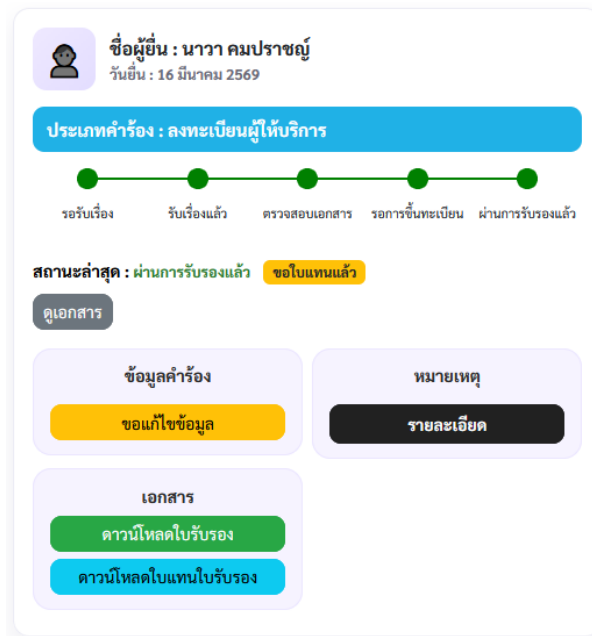 ชื่อผู้ยื่น : นาวา คมปราชญ์
วันยื่น : 16 มีนาคม 2569
ประเภทคำร้อง : ลงทะเบียนผู้ให้บริการ
รอรับเรื่อง รับเรื่องแล้ว ตรวจสอบเอกสาร รอการขึ้นทะเบียน ผ่านการรับรองแล้ว
สถานะล่าสุด : ผ่านการรับรองแล้ว ขอใบแทนแล้ว
ดูเอกสาร
ข้อมูลคำร้อง
ขอแก้ไขข้อมูล
หมายเหตุ
รายละเอียด
เอกสาร
ดาวน์โหลดใบรับรอง
ดาวน์โหลดใบแทนใบรับรอง